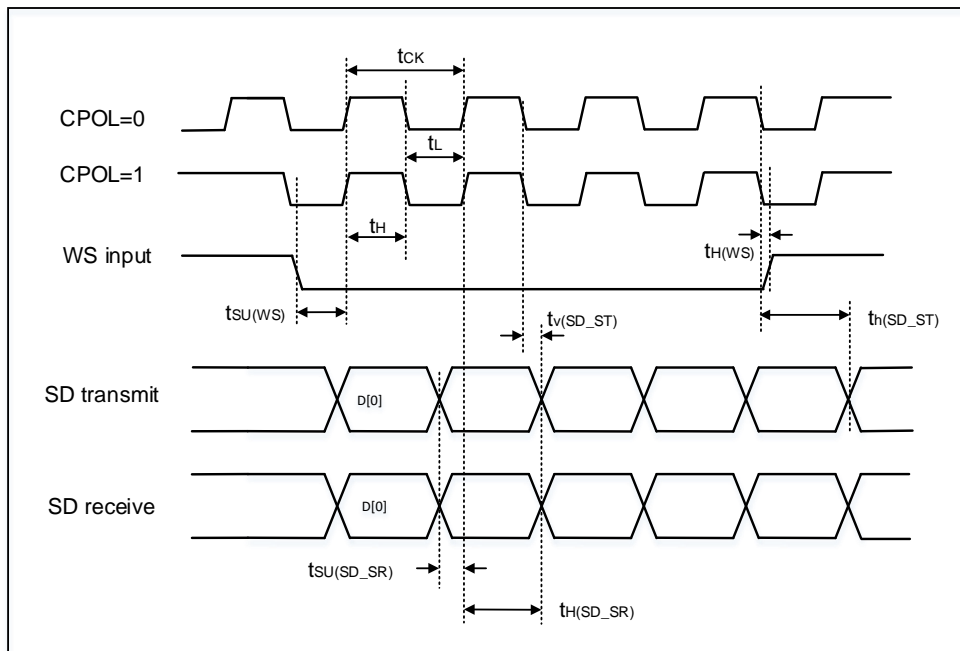 tCK
CPOL=0
tL
CPOL=1
tH
tH(WS)
WS input
tSU(WS)
tv(SD_ST)
th(SD_ST)
SD transmit
D[0]
SD receive
D[0]
tSU(SD_SR)
tH(SD_SR)